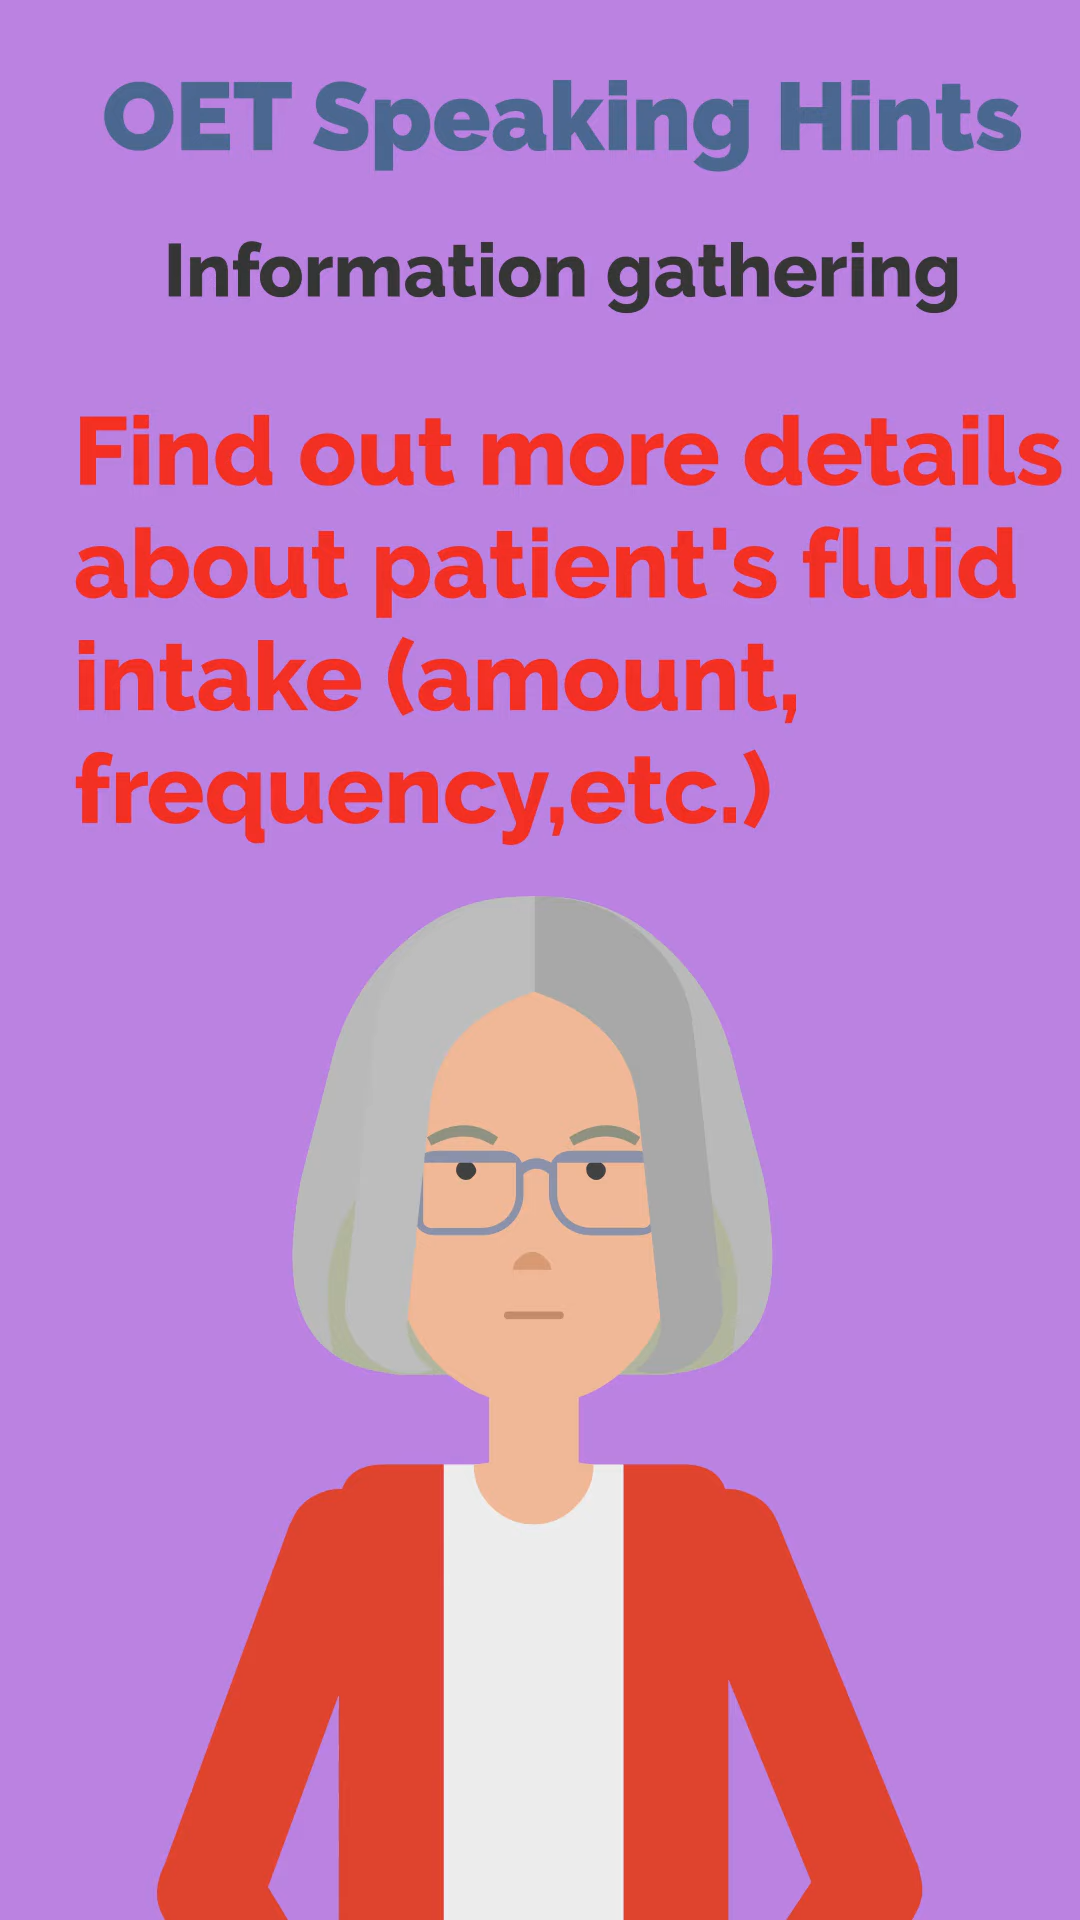 OET Speaking Hints
Information gathering
Find out more details
about patient's fluid
intake (amount,
frequency,etc.)